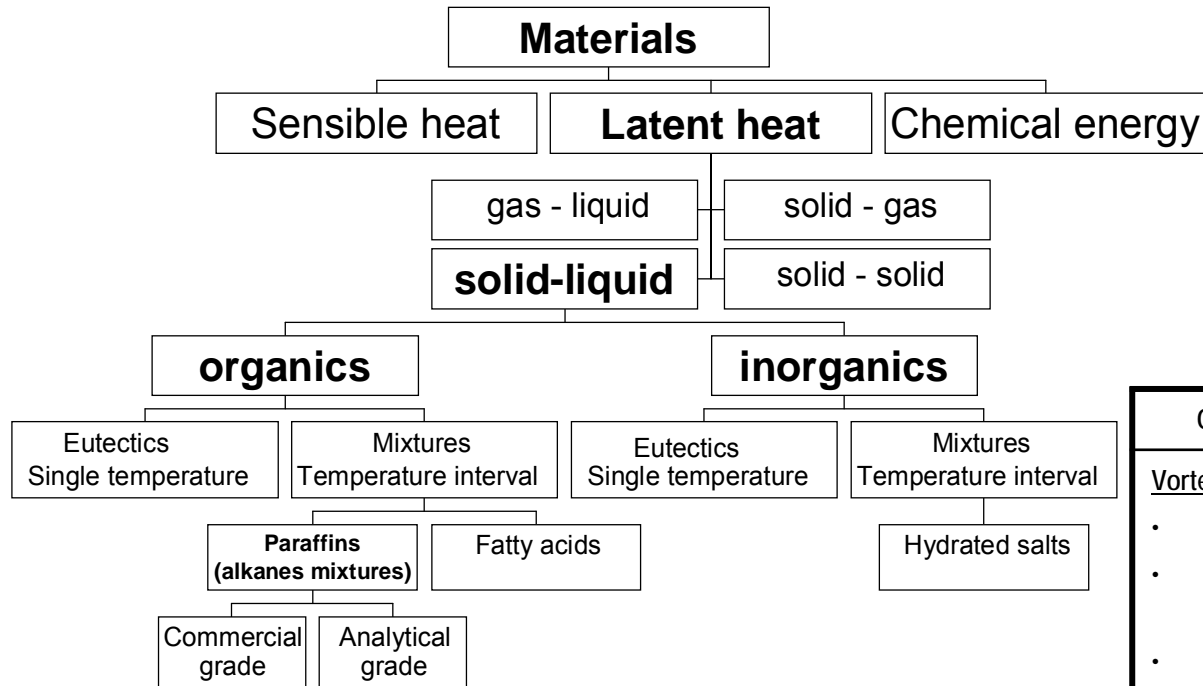 Materials
Sensible heat
Latent heat
Chemical energy
gas - liquid
solid - gas
solid-liquid
solid - solid
organics
inorganics
Eutectics
Single temperature
Mixtures
Temperature interval
Eutectics
Single temperature
Mixtures
Temperature interval
Paraffins
(alkanes mixtures)
Fatty acids
Hydrated salts
Commercial
grade
Analytical
grade